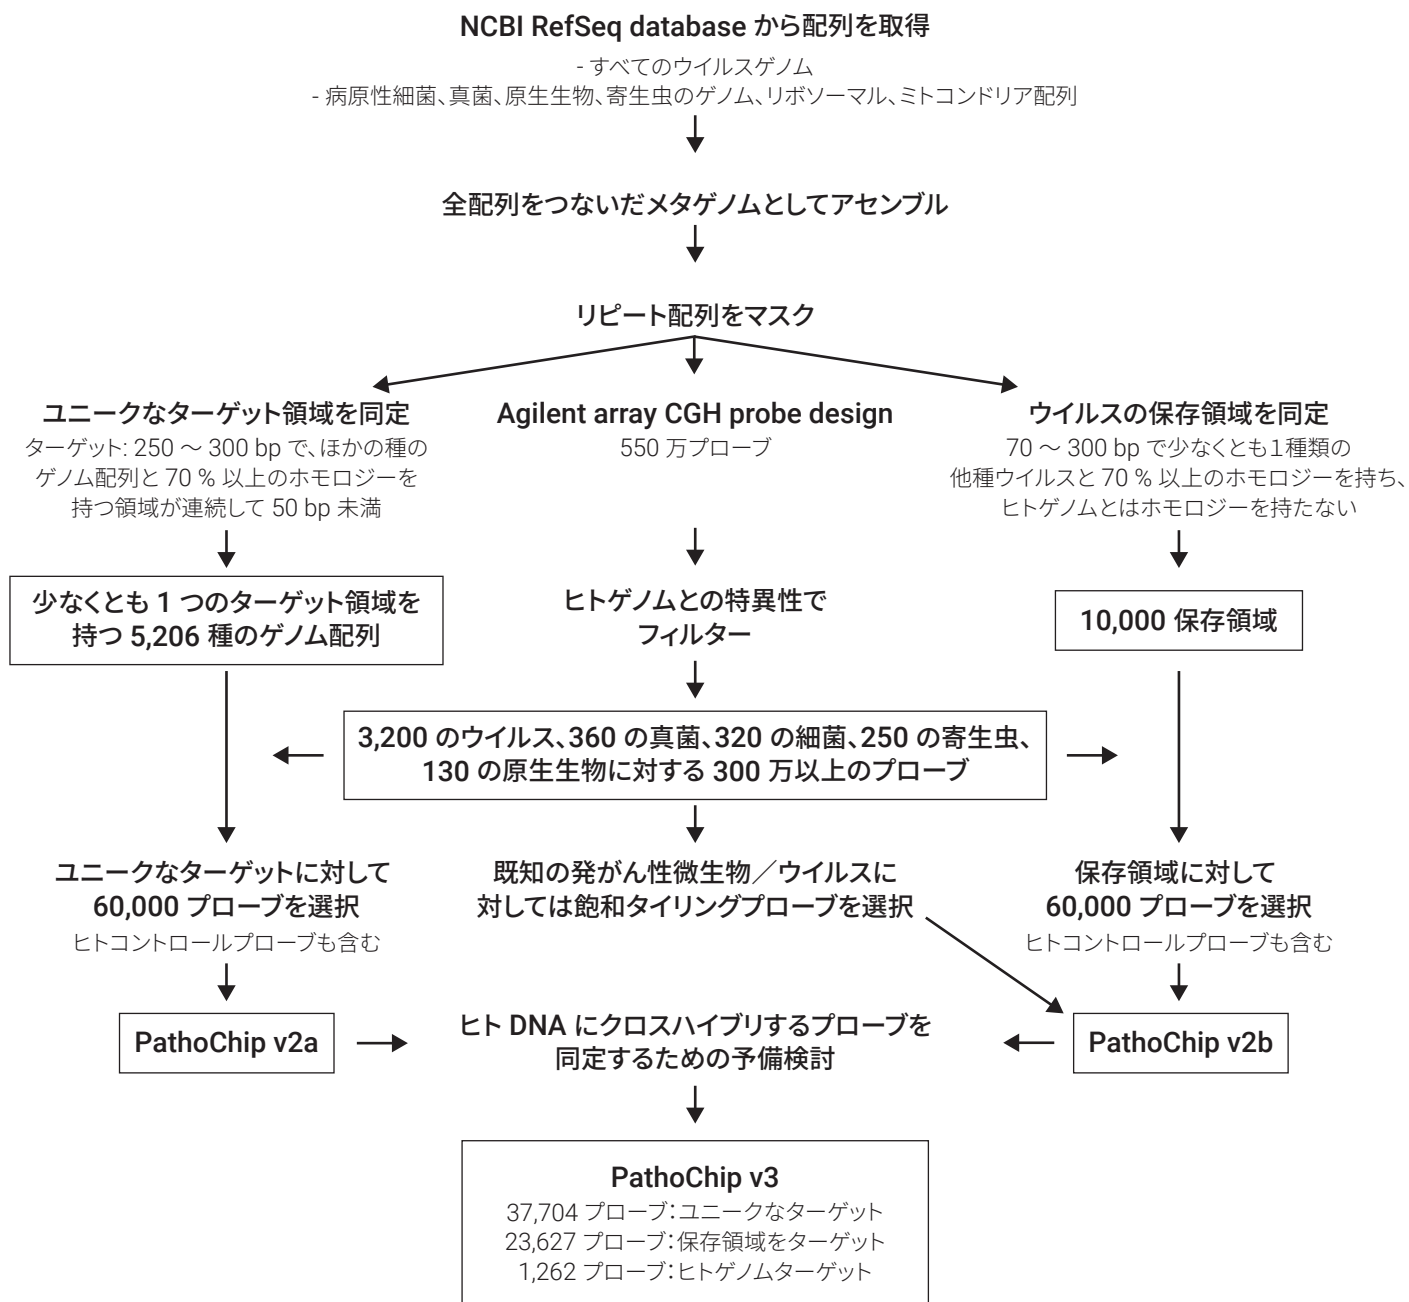 NCBI RefSeq database から配列を取得
- すべてのウイルスゲノム
- 病原性細菌、真菌、原生生物、寄生虫のゲノム、リボソーマル、ミトコンドリア配列
全配列をつないだメタゲノムとしてアセンブル
リピート配列をマスク
ユニークなターゲット領域を同定
ターゲット: 250 ～ 300 bp で、ほかの種の
ゲノム配列と 70 % 以上のホモロジーを
持つ領域が連続して 50 bp 未満
Agilent array CGH probe design
550 万プローブ
ウイルスの保存領域を同定
70 ～ 300 bp で少なくとも1種類の
他種ウイルスと 70 % 以上のホモロジーを持ち、
ヒトゲノムとはホモロジーを持たない
少なくとも 1 つのターゲット領域を
持つ 5,206 種のゲノム配列
ヒトゲノムとの特異性で
フィルター
10,000 保存領域
3,200 のウイルス、360 の真菌、320 の細菌、250 の寄生虫、
130 の原生生物に対する 300 万以上のプローブ
ユニークなターゲットに対して
60,000 プローブを選択
ヒトコントロールプローブも含む
既知の発がん性微生物／ウイルスに
対しては飽和タイリングプローブを選択
保存領域に対して
60,000 プローブを選択
ヒトコントロールプローブも含む
PathoChip v2a
ヒト DNA にクロスハイブリするプローブを
同定するための予備検討
PathoChip v2b
PathoChip v3
37,704 プローブ：ユニークなターゲット
23,627 プローブ：保存領域をターゲット
1,262 プローブ：ヒトゲノムターゲット